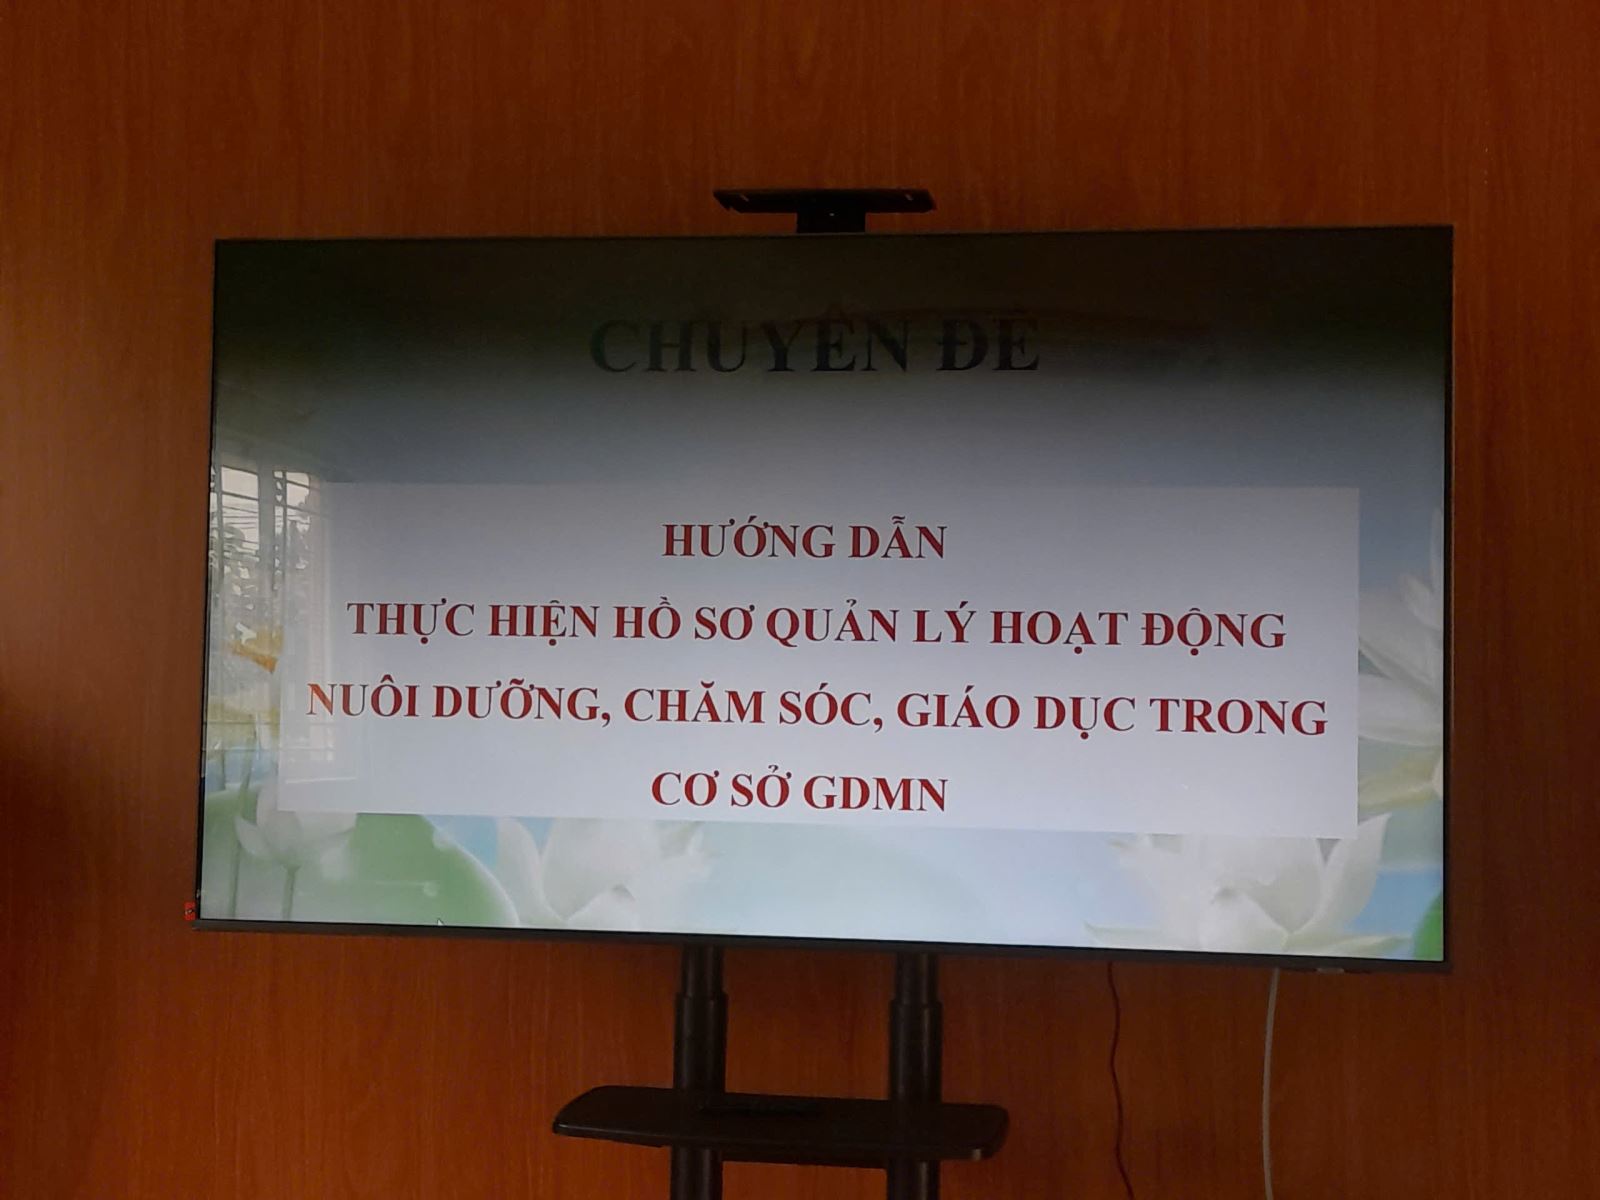 CHUYÊN ĐỀ
HƯỚNG DẪN
THỰC HIỆN HỒ SƠ QUẢN LÝ HOẠT ĐỘNG
NUÔI DƯỠNG, CHĂM SÓC, GIÁO DỤC TRONG
CƠ SỞ GDMN